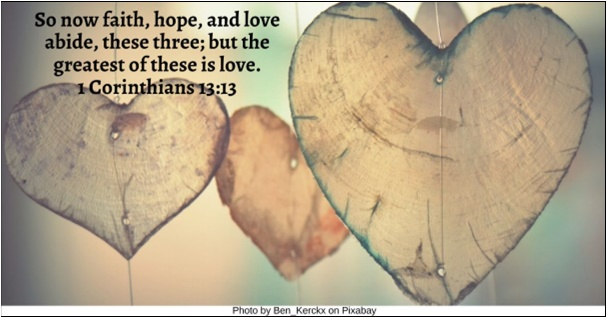 So now faith, hope, and love
abide, these three; but the
greatest of these is love.
1 Corinthians 13:13
Photo by Ben_Kerckx on Pixabay